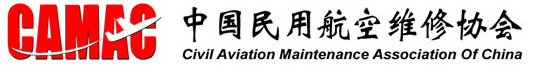 CAMAC
中国民用航空维修协会
Civil Aviation Maintenance Association Of China